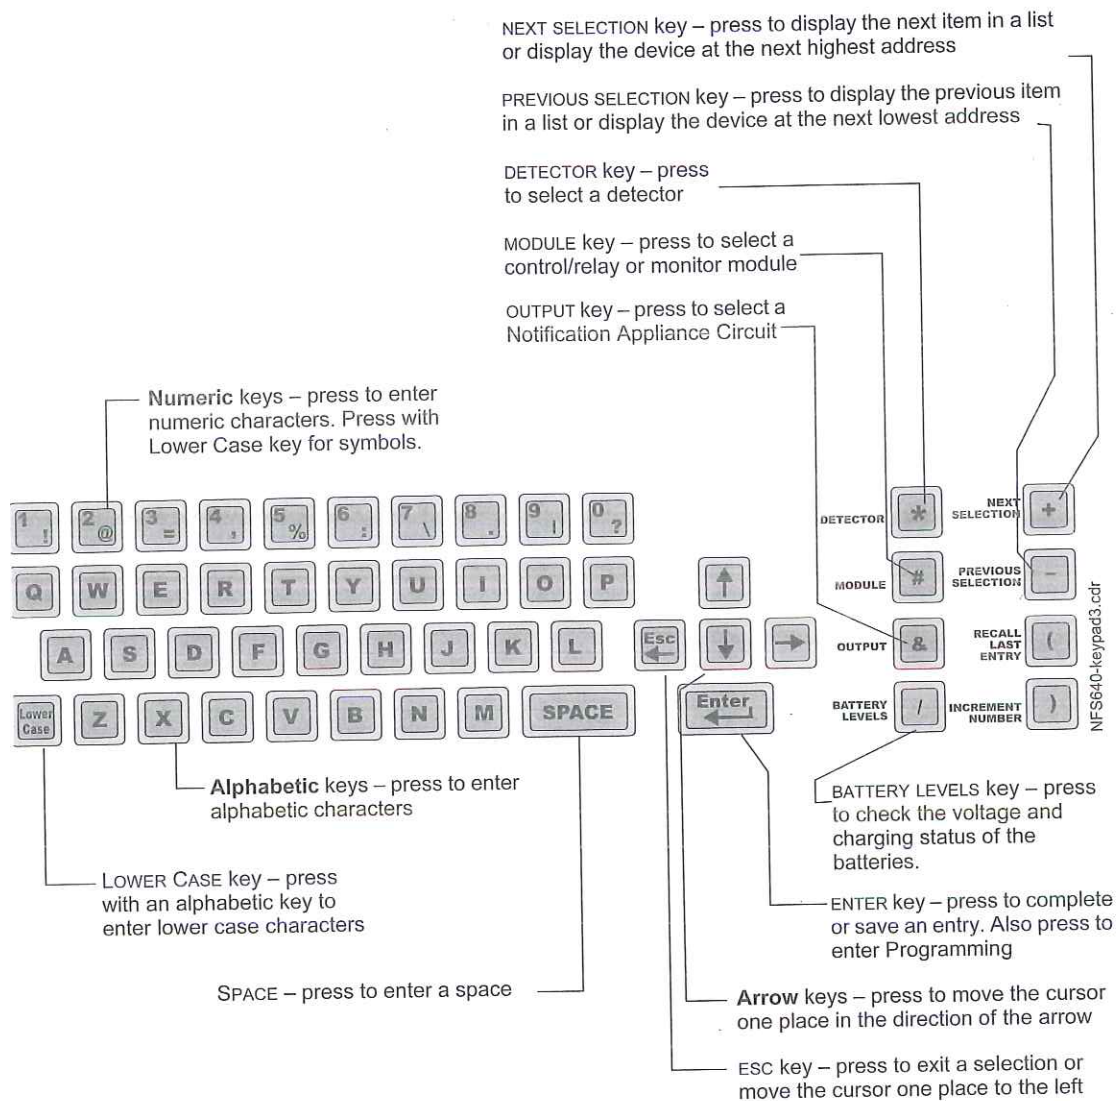 NEXT SELECTION key – press to display the next item in a list
or display the device at the next highest address
PREVIOUS SELECTION key – press to display the previous item
in a list or display the device at the next lowest address
DETECTOR key – press
to select a detector
MODULE key – press to select a
control/relay or monitor module
OUTPUT key – press to select a
Notification Appliance Circuit
Numeric keys – press to enter
numeric characters. Press with
Lower Case key for symbols.
1 ! 2 @ 3 = 4 , 5 % 6 : 7 \ 8 . 9 | 0 ?
DETECTOR * NEXT
SELECTION +
Q W E R T Y U I O P
MODULE # PREVIOUS
SELECTION –
A S D F G H J K L Esc
OUTPUT & RECALL
LAST
ENTRY (
Lower
Case Z X C V B N M SPACE Enter
BATTERY
LEVELS / INCREMENT
NUMBER )
NFS640-keypad3.cdr
Alphabetic keys – press to enter
alphabetic characters
BATTERY LEVELS key – press
to check the voltage and
charging status of the
batteries.
LOWER CASE key – press
with an alphabetic key to
enter lower case characters
ENTER key – press to complete
or save an entry. Also press to
enter Programming
SPACE – press to enter a space
Arrow keys – press to move the cursor
one place in the direction of the arrow
ESC key – press to exit a selection or
move the cursor one place to the left